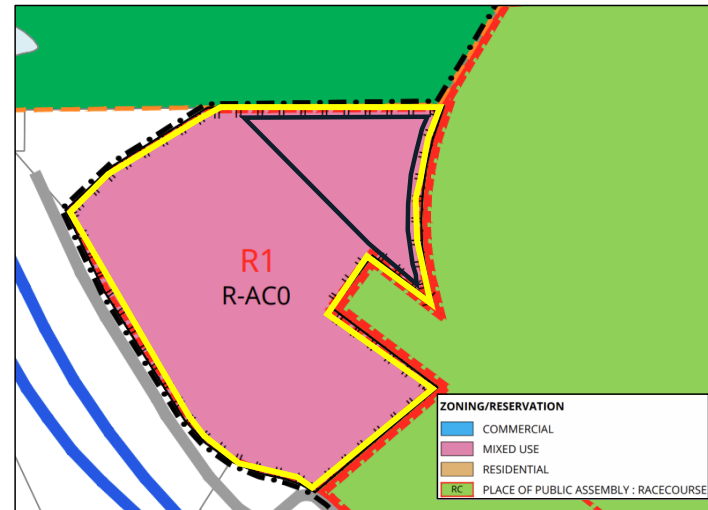 R1
R-AC0
ZONING/RESERVATION
COMMERCIAL
MIXED USE
RESIDENTIAL
RC PLACE OF PUBLIC ASSEMBLY : RACECOURSE